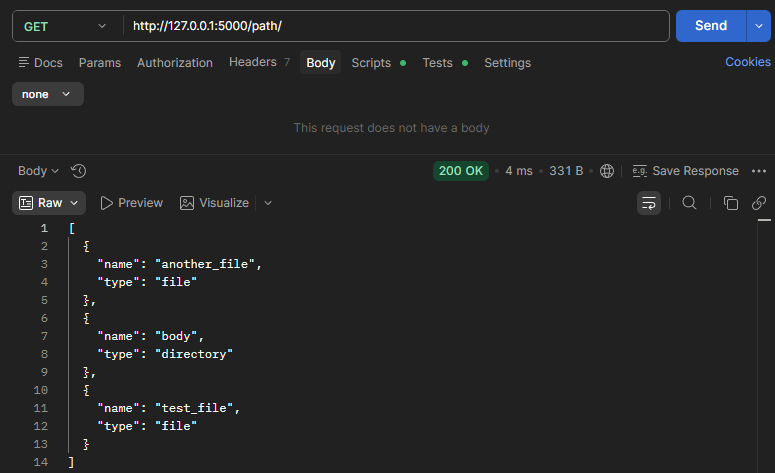 GET http://127.0.0.1:5000/path/ Send
Docs Params Authorization Headers 7 Body Scripts Tests Settings Cookies
none
This request does not have a body
Body 200 OK 4 ms 331 B e.g. Save Response
Raw Preview Visualize
1 [
2 {
3 "name": "another_file",
4 "type": "file"
5 },
6 {
7 "name": "body",
8 "type": "directory"
9 },
10 {
11 "name": "test_file",
12 "type": "file"
13 }
14 ]